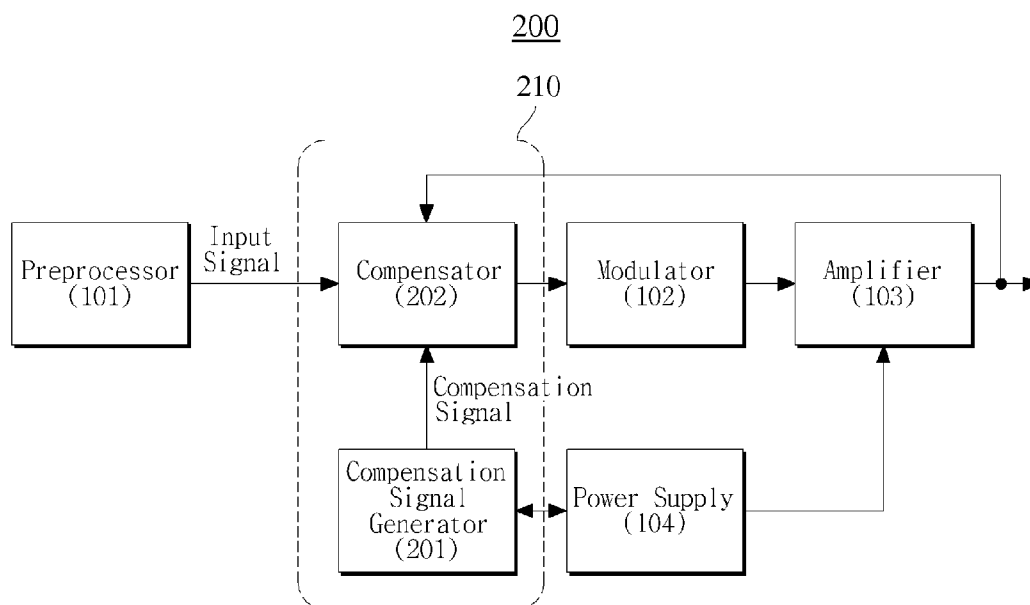 200
210
Preprocessor
(101)
Input
Signal
Compensator
(202)
Modulator
(102)
Amplifier
(103)
Compensation
Signal
Compensation
Signal
Generator
(201)
Power Supply
(104)